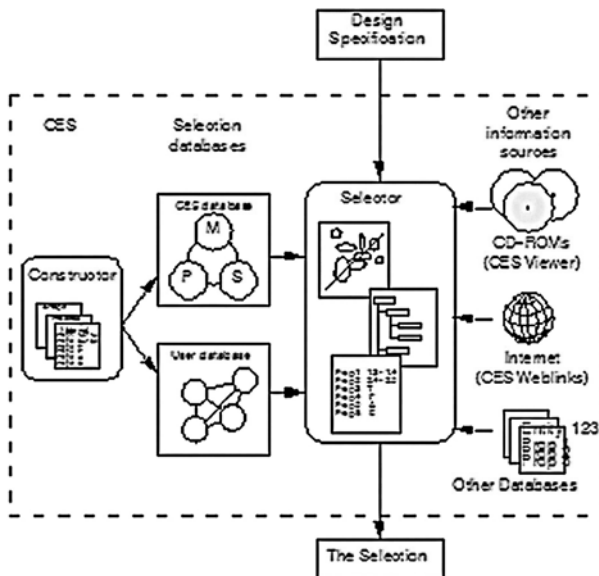 Design
Specification
CES
Selection
databases
Other
information
sources
CES database
M
P
S
Selector
Constructor
CD-ROMs
(CES Viewer)
User database
Internet
(CES Weblinks)
123
Other Databases
The Selection